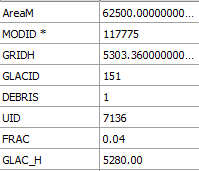 AreaM 62500.00000000...
MODID * 117775
GRIDH 5303.360000000...
GLACID 151
DEBRIS 1
UID 7136
FRAC 0.04
GLAC_H 5280.00